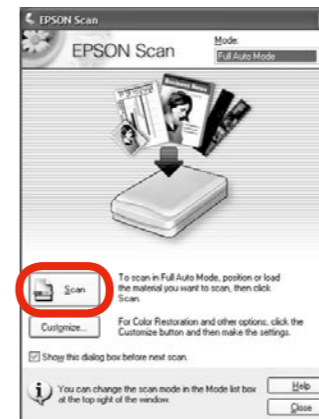 EPSON Scan
EPSON Scan
Mode:
Full Auto Mode
Business News
Scan
To scan in Full Auto Mode, position or load
the material you want to scan, then click
Scan.
Customize...
For Color Restoration and other options, click the
Customize button and then make the settings.
Show this dialog box before next scan.
You can change the scan mode in the Mode list box
at the top right of the window.
Help
Close